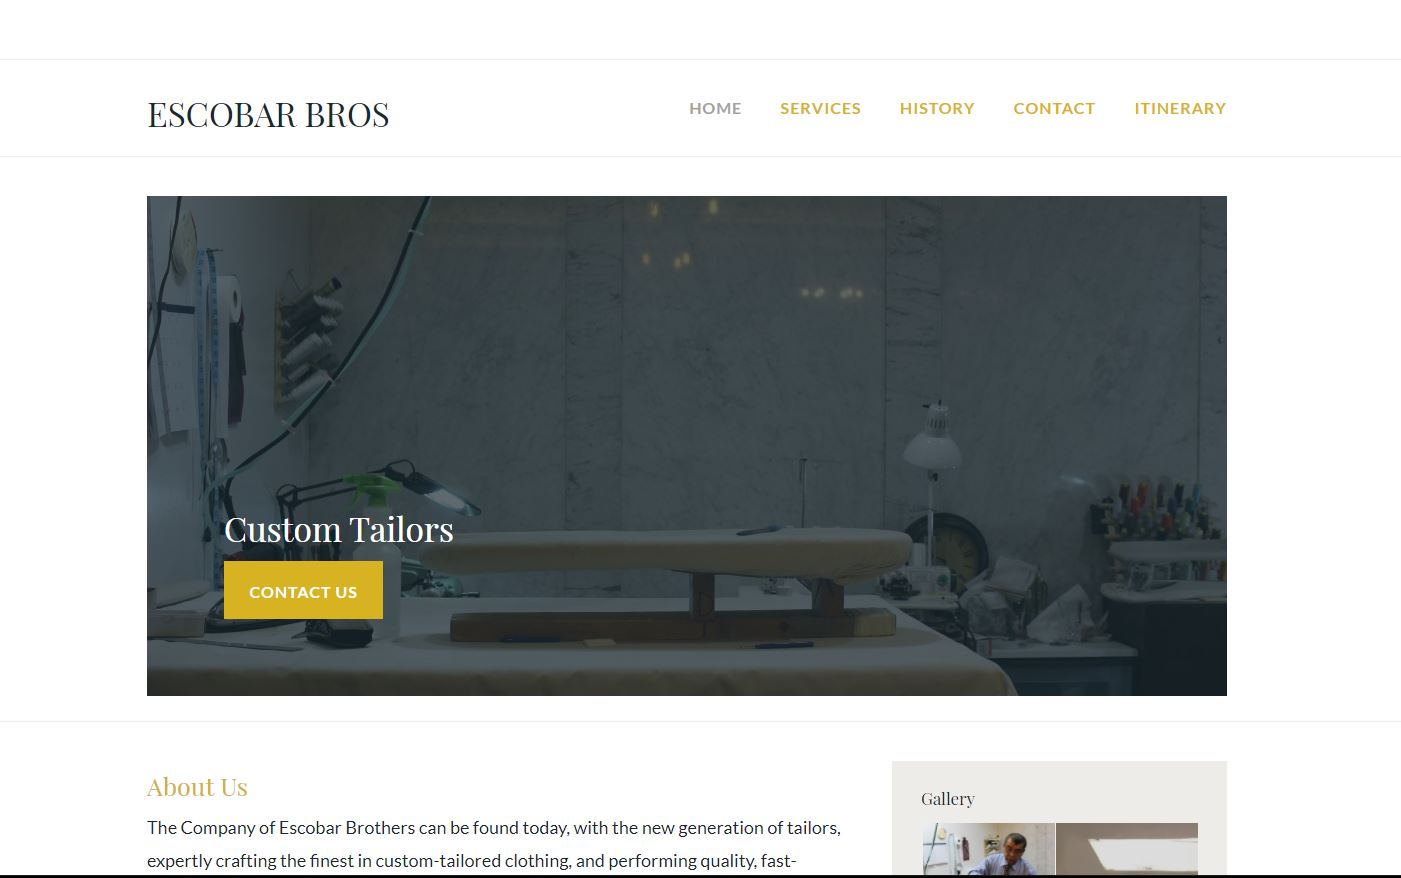 ESCOBAR BROS
HOME SERVICES HISTORY CONTACT ITINERARY
Custom Tailors
CONTACT US
About Us
The Company of Escobar Brothers can be found today, with the new generation of tailors,
expertly crafting the finest in custom-tailored clothing, and performing quality, fast-
Gallery